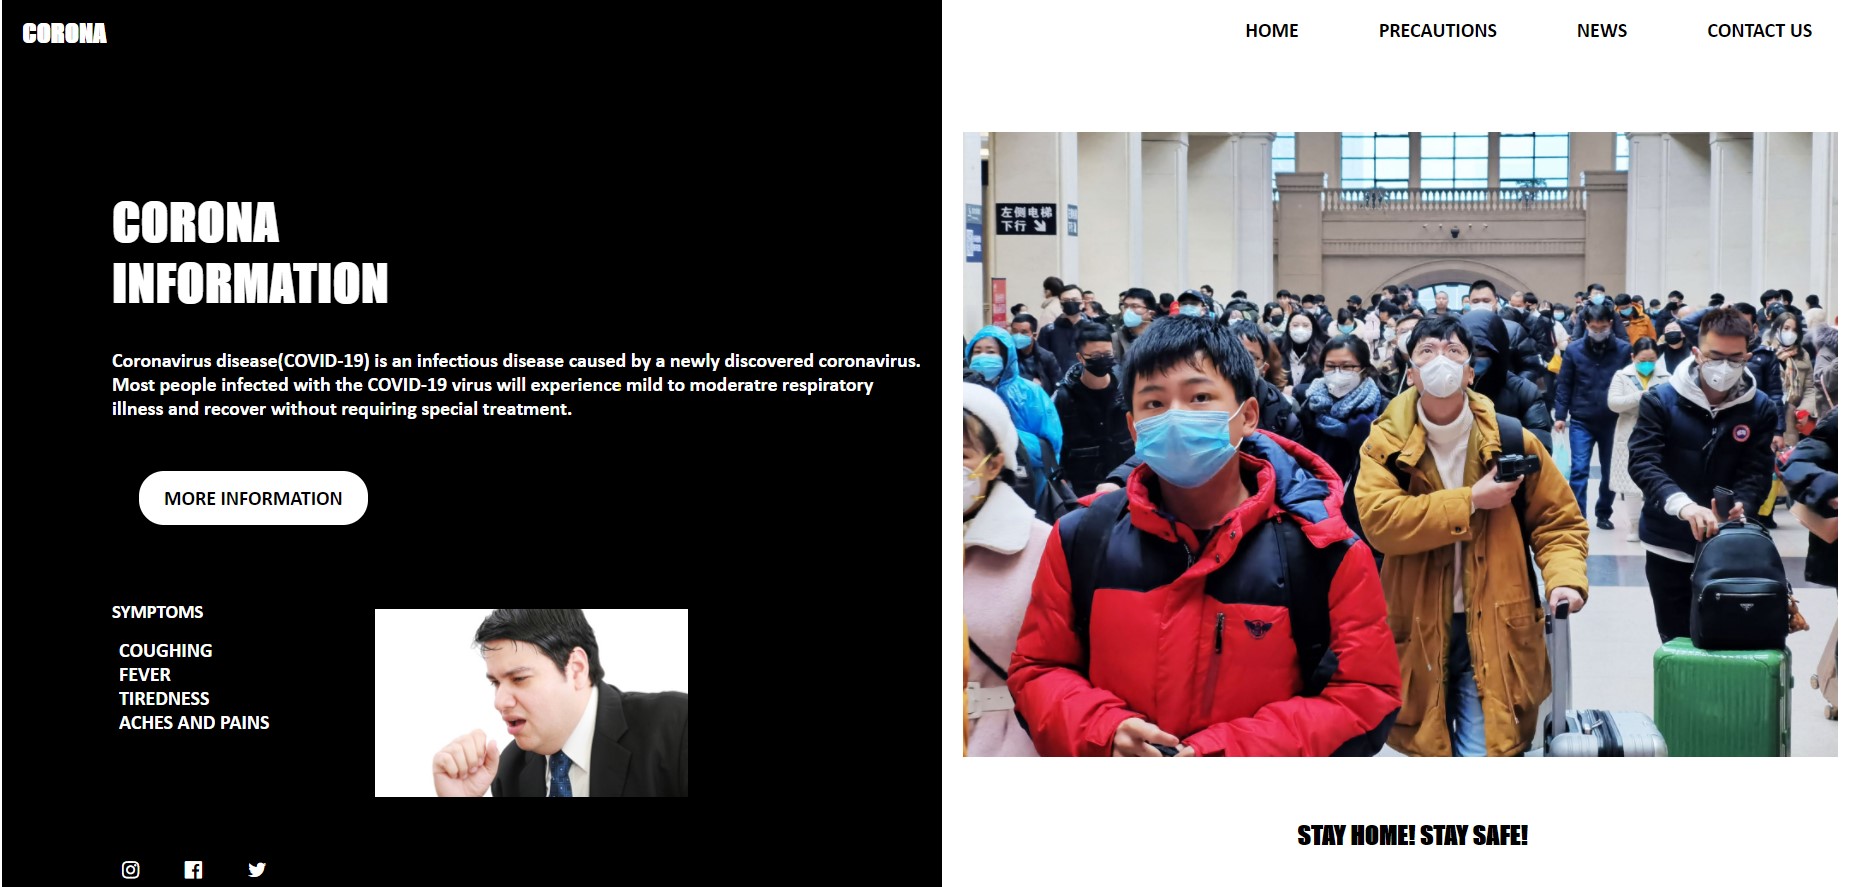 CORONA
HOME
PRECAUTIONS
NEWS
CONTACT US
CORONA
INFORMATION
Coronavirus disease(COVID-19) is an infectious disease caused by a newly discovered coronavirus.
Most people infected with the COVID-19 virus will experience mild to moderatre respiratory
illness and recover without requiring special treatment.
MORE INFORMATION
SYMPTOMS
COUGHING
FEVER
TIREDNESS
ACHES AND PAINS
左侧电梯
下行
STAY HOME! STAY SAFE!